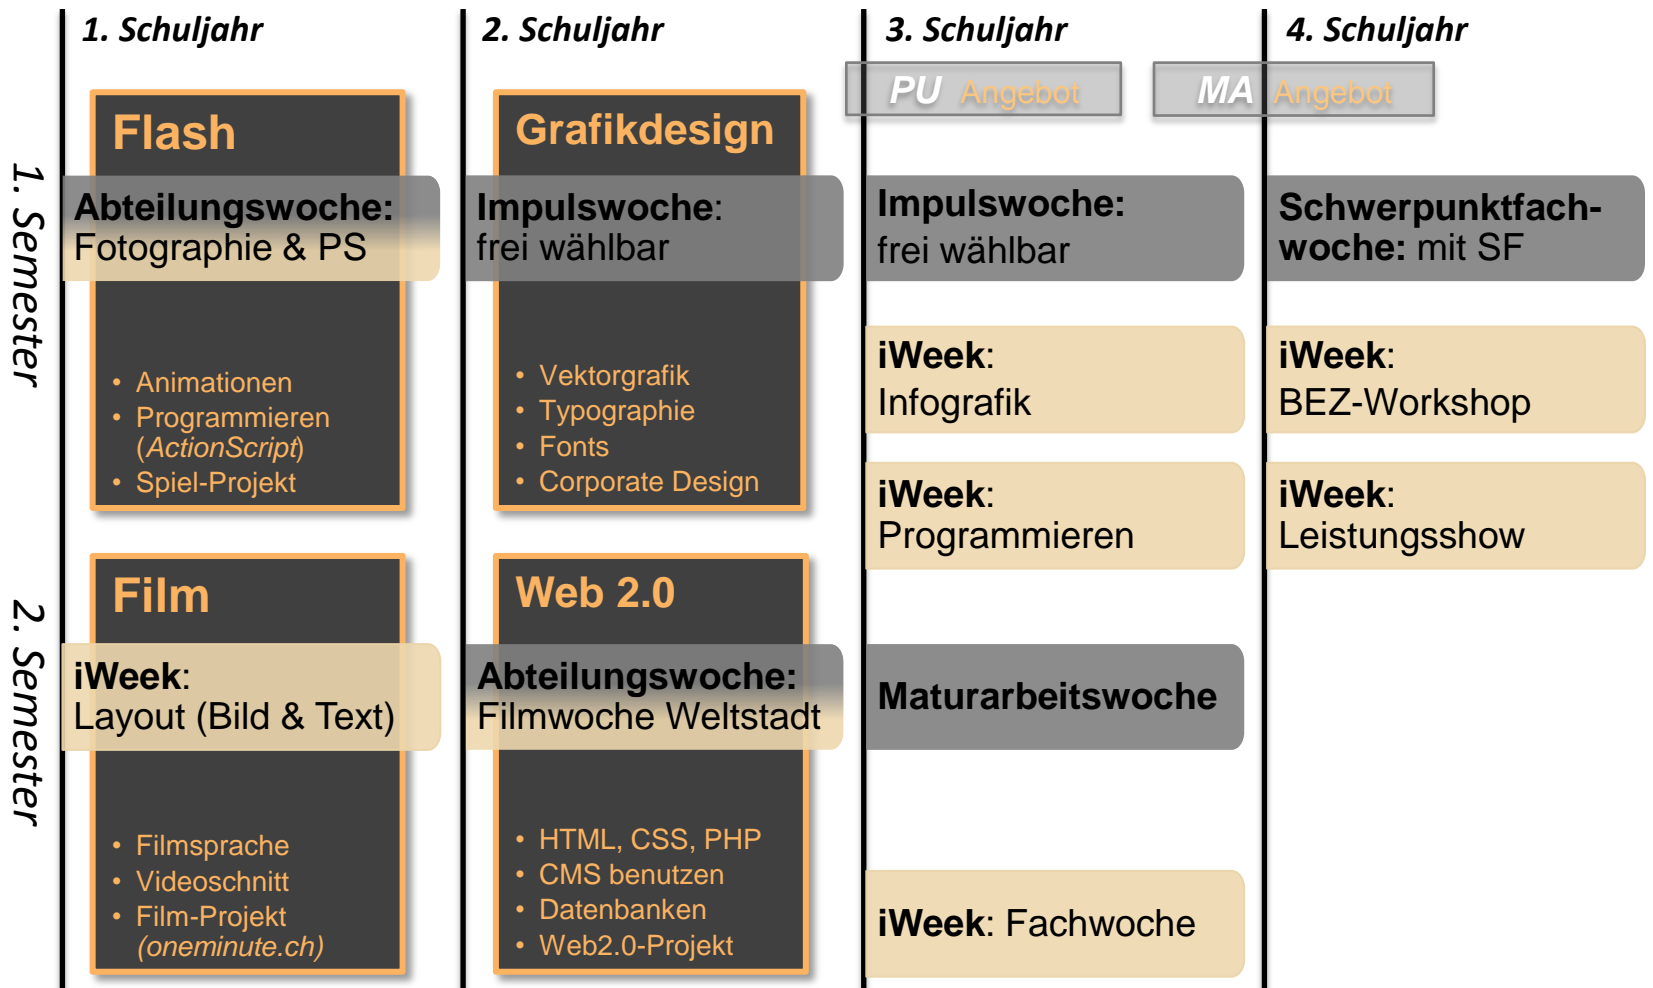 1. Schuljahr
2. Schuljahr
3. Schuljahr
4. Schuljahr
PU Angebot
MA Angebot
1. Semester
Flash
Abteilungswoche:
Fotographie & PS
• Animationen
• Programmieren
(ActionScript)
• Spiel-Projekt
Grafikdesign
Impulswoche:
frei wählbar
• Vektorgrafik
• Typographie
• Fonts
• Corporate Design
Impulswoche:
frei wählbar
iWeek:
Infografik
iWeek:
Programmieren
Schwerpunktfach-
woche: mit SF
iWeek:
BEZ-Workshop
iWeek:
Leistungsshow
2. Semester
Film
iWeek:
Layout (Bild & Text)
• Filmsprache
• Videoschnitt
• Film-Projekt
(oneminute.ch)
Web 2.0
Abteilungswoche:
Filmwoche Weltstadt
• HTML, CSS, PHP
• CMS benutzen
• Datenbanken
• Web2.0-Projekt
Maturarbeitswoche
iWeek: Fachwoche